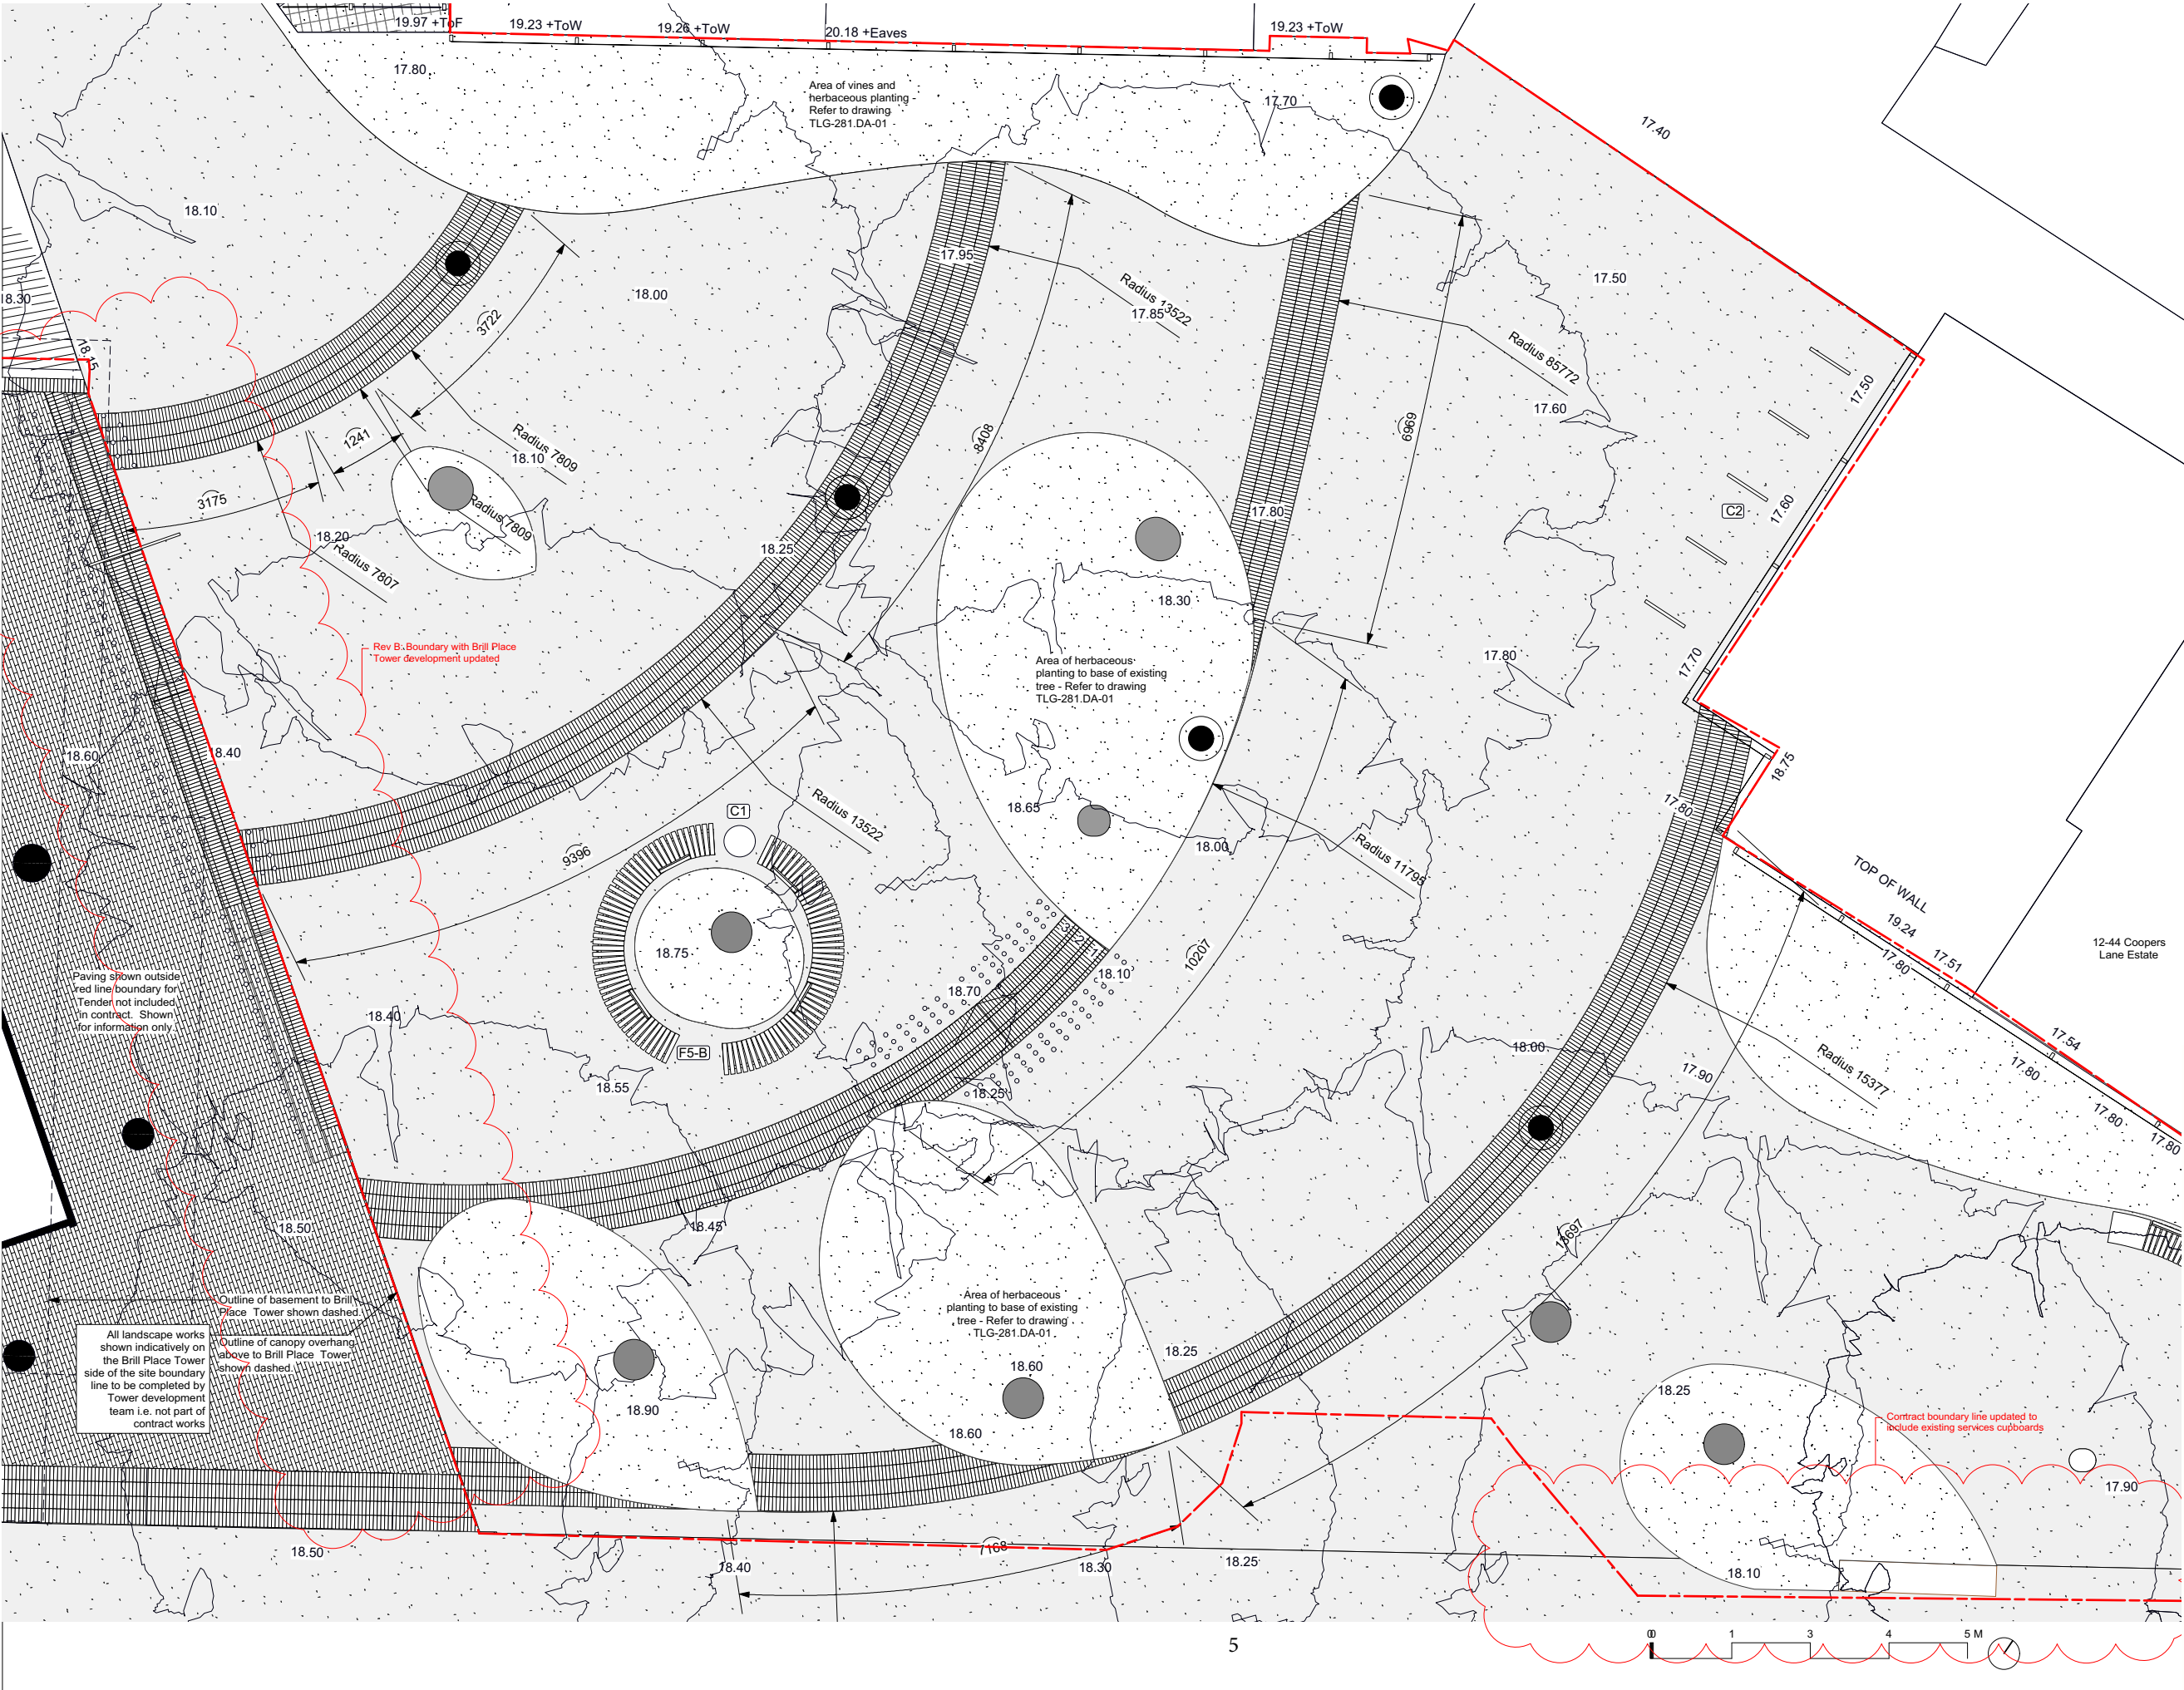 19.97 +ToF
19.23 +ToW
19.26 +ToW
20.18 +Eaves
19.23 +ToW
17.80
Area of vines and
herbaceous planting -
Refer to drawing
TLG-281.DA-01
17.70
17.40
18.10
17.95
18.00
18.30
18.15
3722
Radius 13522
17.85
17.50
Radius 85772
17.60
17.50
1241
Radius 7809
18.10
8408
6969
3175
Radius 7809
18.20
Radius 7807
18.25
17.80
C2
17.60
18.30
Rev B: Boundary with Brill Place
Tower development updated
Area of herbaceous
planting to base of existing
tree - Refer to drawing
TLG-281.DA-01
17.80
17.70
18.60
18.40
18.75
C1
Radius 13522
18.65
17.80
9396
18.00
Radius 11795
TOP OF WALL
19.24
17.51
17.80
12-44 Coopers
Lane Estate
18.75
10207
18.10
18.70
Paving shown outside
red line boundary for
Tender not included
in contract. Shown
for information only.
18.40
F5-B
18.55
18.25
18.00
17.90
Radius 15377
17.54
17.80
17.80
17.80
18.50
18.45
13697
Outline of basement to Brill
Place Tower shown dashed.
Outline of canopy overhang
above to Brill Place Tower
shown dashed.
All landscape works
shown indicatively on
the Brill Place Tower
side of the site boundary
line to be completed by
Tower development
team i.e. not part of
contract works
Area of herbaceous
planting to base of existing
tree - Refer to drawing
TLG-281.DA-01
18.60
18.25
18.90
18.60
18.25
Contract boundary line updated to
include existing services cupboards
17.90
18.50
18.40
7168
18.30
18.25
18.10
5
0 1 3 4 5 M